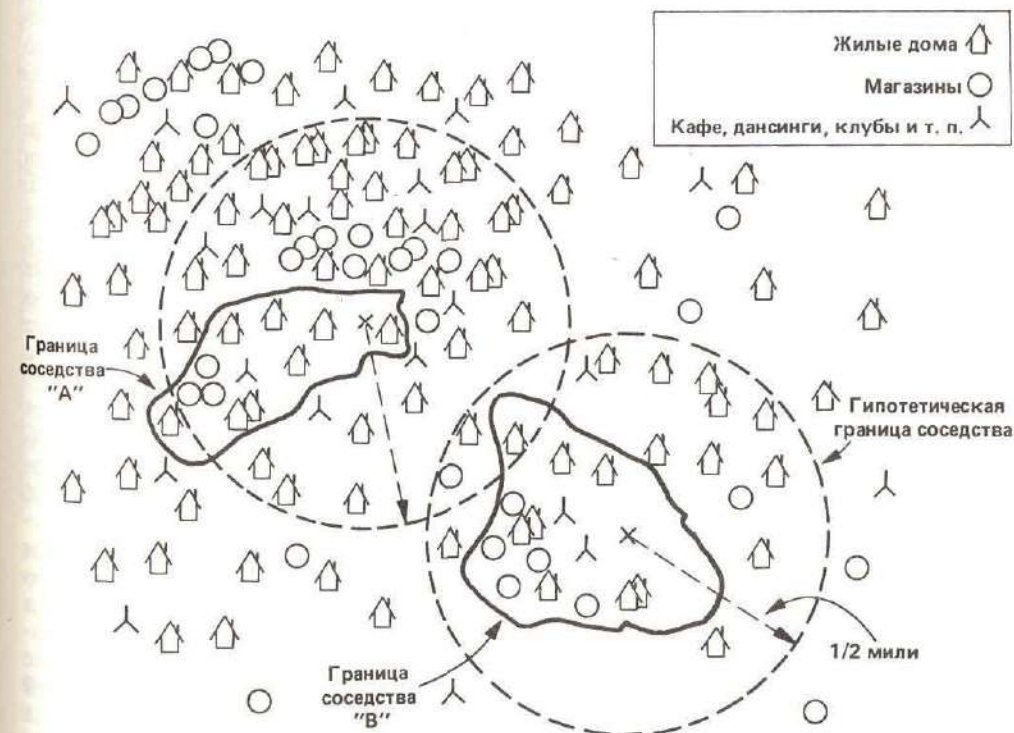 Жилые дома
Магазины
Кафе, дансинги, клубы и т. п.
Граница
соседства
"А"
Гипотетическая
граница соседства
1/2 мили
Граница
соседства
"В"